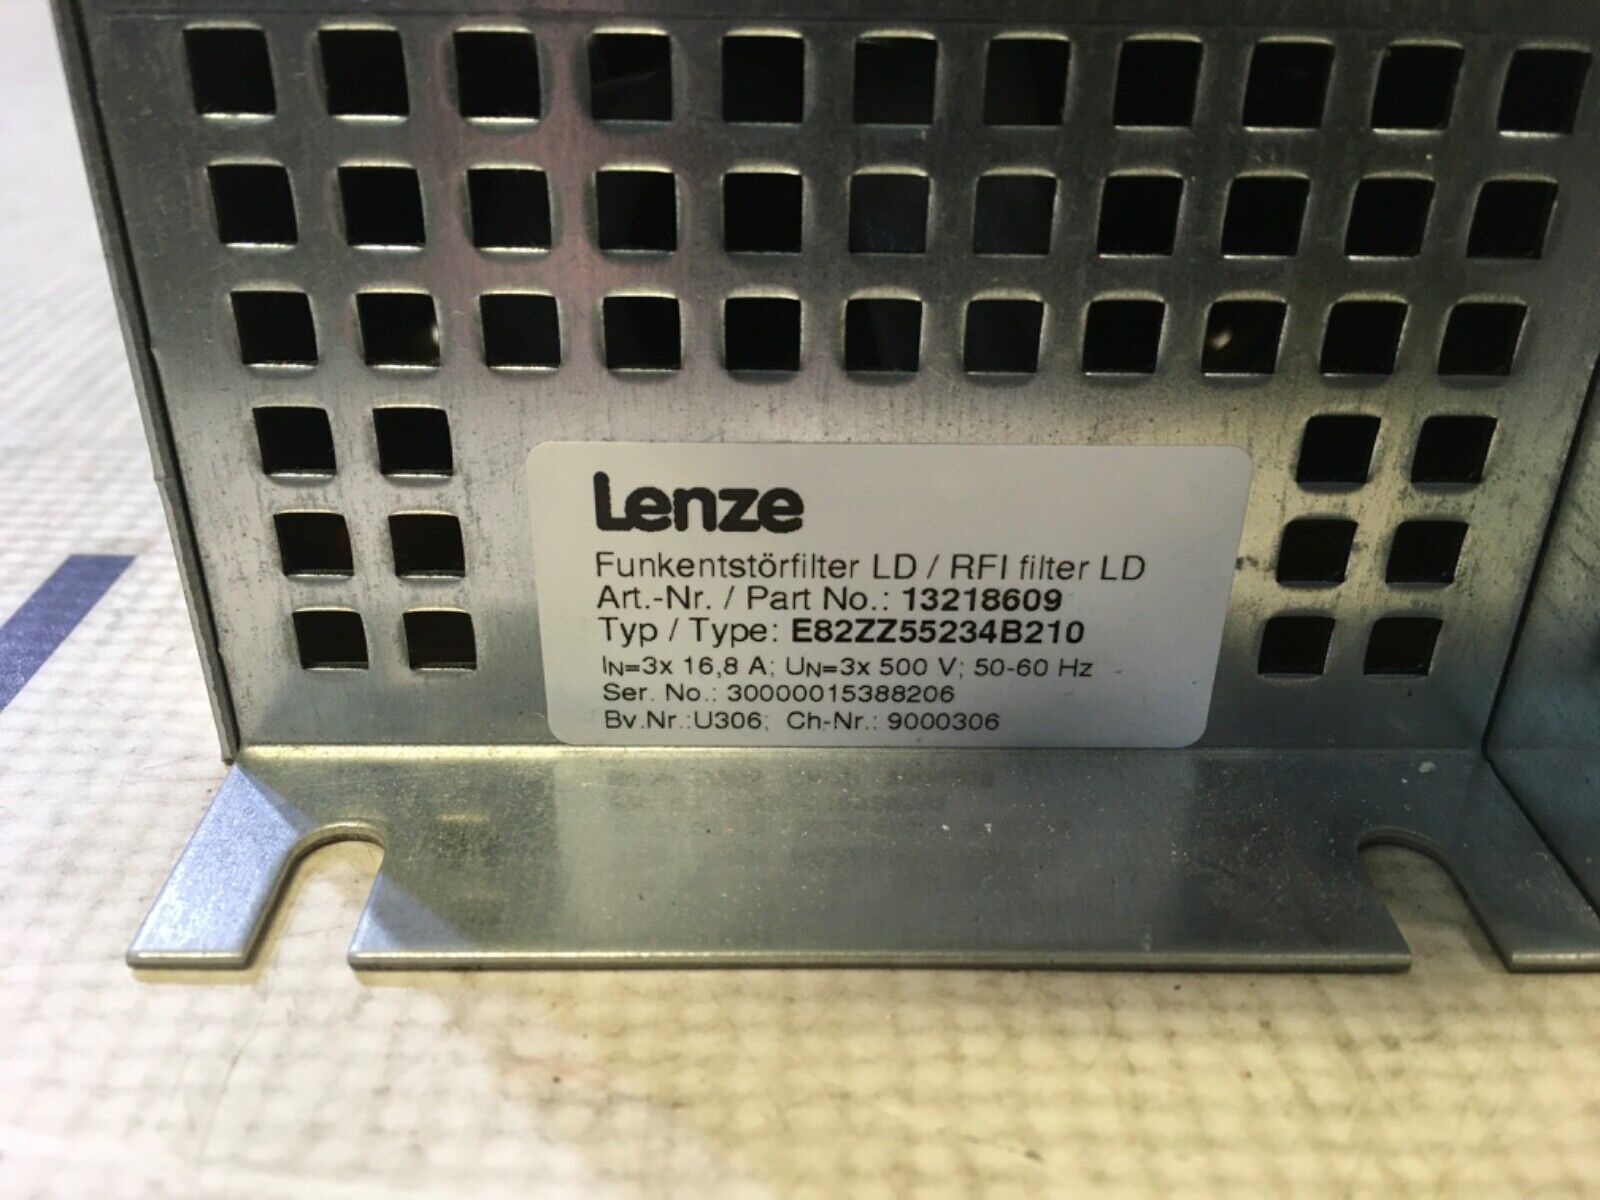 Lenze
Funkentstörfilter LD / RFI filter LD
Art.-Nr. / Part No.: 13218609
Typ / Type: E82ZZ55234B210
IN=3x 16,8 A; UN=3x 500 V; 50-60 Hz
Ser. No.: 30000015388206
Bv.Nr.:U306; Ch-Nr.: 9000306